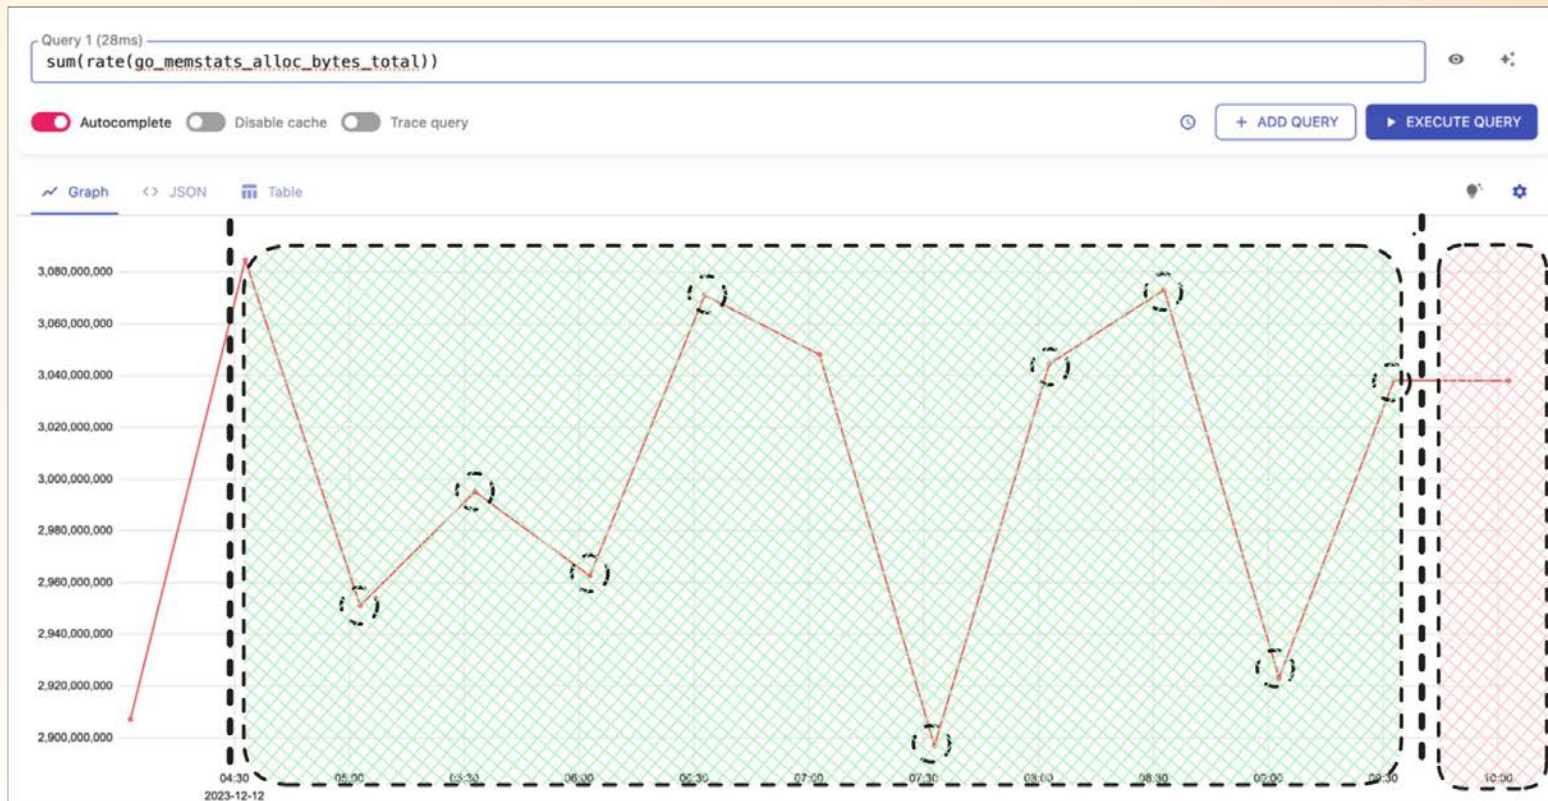 Query 1 (28ms)
sum(rate(go_memstats_alloc_bytes_total))
Autocomplete Disable cache Trace query + ADD QUERY EXECUTE QUERY
Graph <> JSON Table
3,080,000,000
3,060,000,000
3,040,000,000
3,020,000,000
3,000,000,000
2,980,000,000
2,960,000,000
2,940,000,000
2,920,000,000
2,900,000,000
04:30 05:00 06:00 07:00 07:30 08:30 10:00
2023-12-12